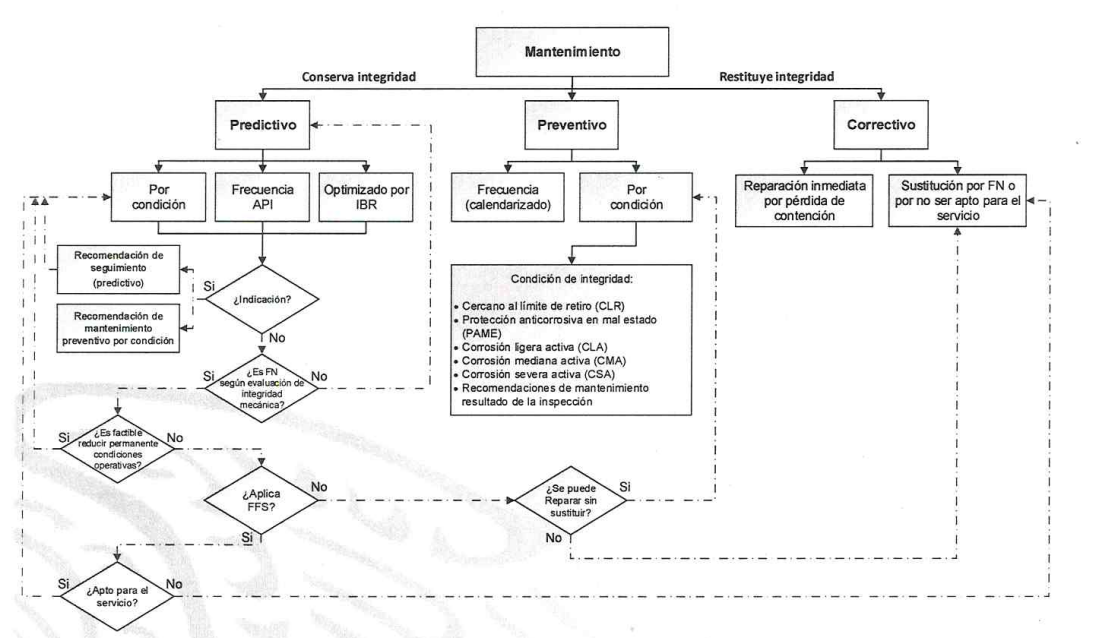 Mantenimiento
Conserva integridad
Restituye integridad
Predictivo
Preventivo
Correctivo
Por
condición
Frecuencia
API
Optimizado por
IBR
Frecuencia
(calendarizado)
Por
condición
Reparación inmediata
por pérdida de
contención
Sustitución por FN o
por no ser apto para el
servicio
Recomendación de
seguimiento
(predictivo)
Recomendación de
mantenimiento
preventivo por condición
Si
¿Indicación?
No
Condición de integridad:
• Cercano al límite de retiro (CLR)
• Protección anticorrosiva en mal estado
(PAME)
• Corrosión ligera activa (CLA)
• Corrosión mediana activa (CMA)
• Corrosión severa activa (CSA)
• Recomendaciones de mantenimiento
resultado de la inspección
Si
¿Es FN
según evaluación de
integridad
mecánica?
No
Si
¿Es factible
reducir permanente
condiciones
operativas?
No
¿Aplica
FFS?
No
Si
¿Se puede
Reparar sin
sustituir?
Si
No
Si
¿Apto para el
servicio?
No